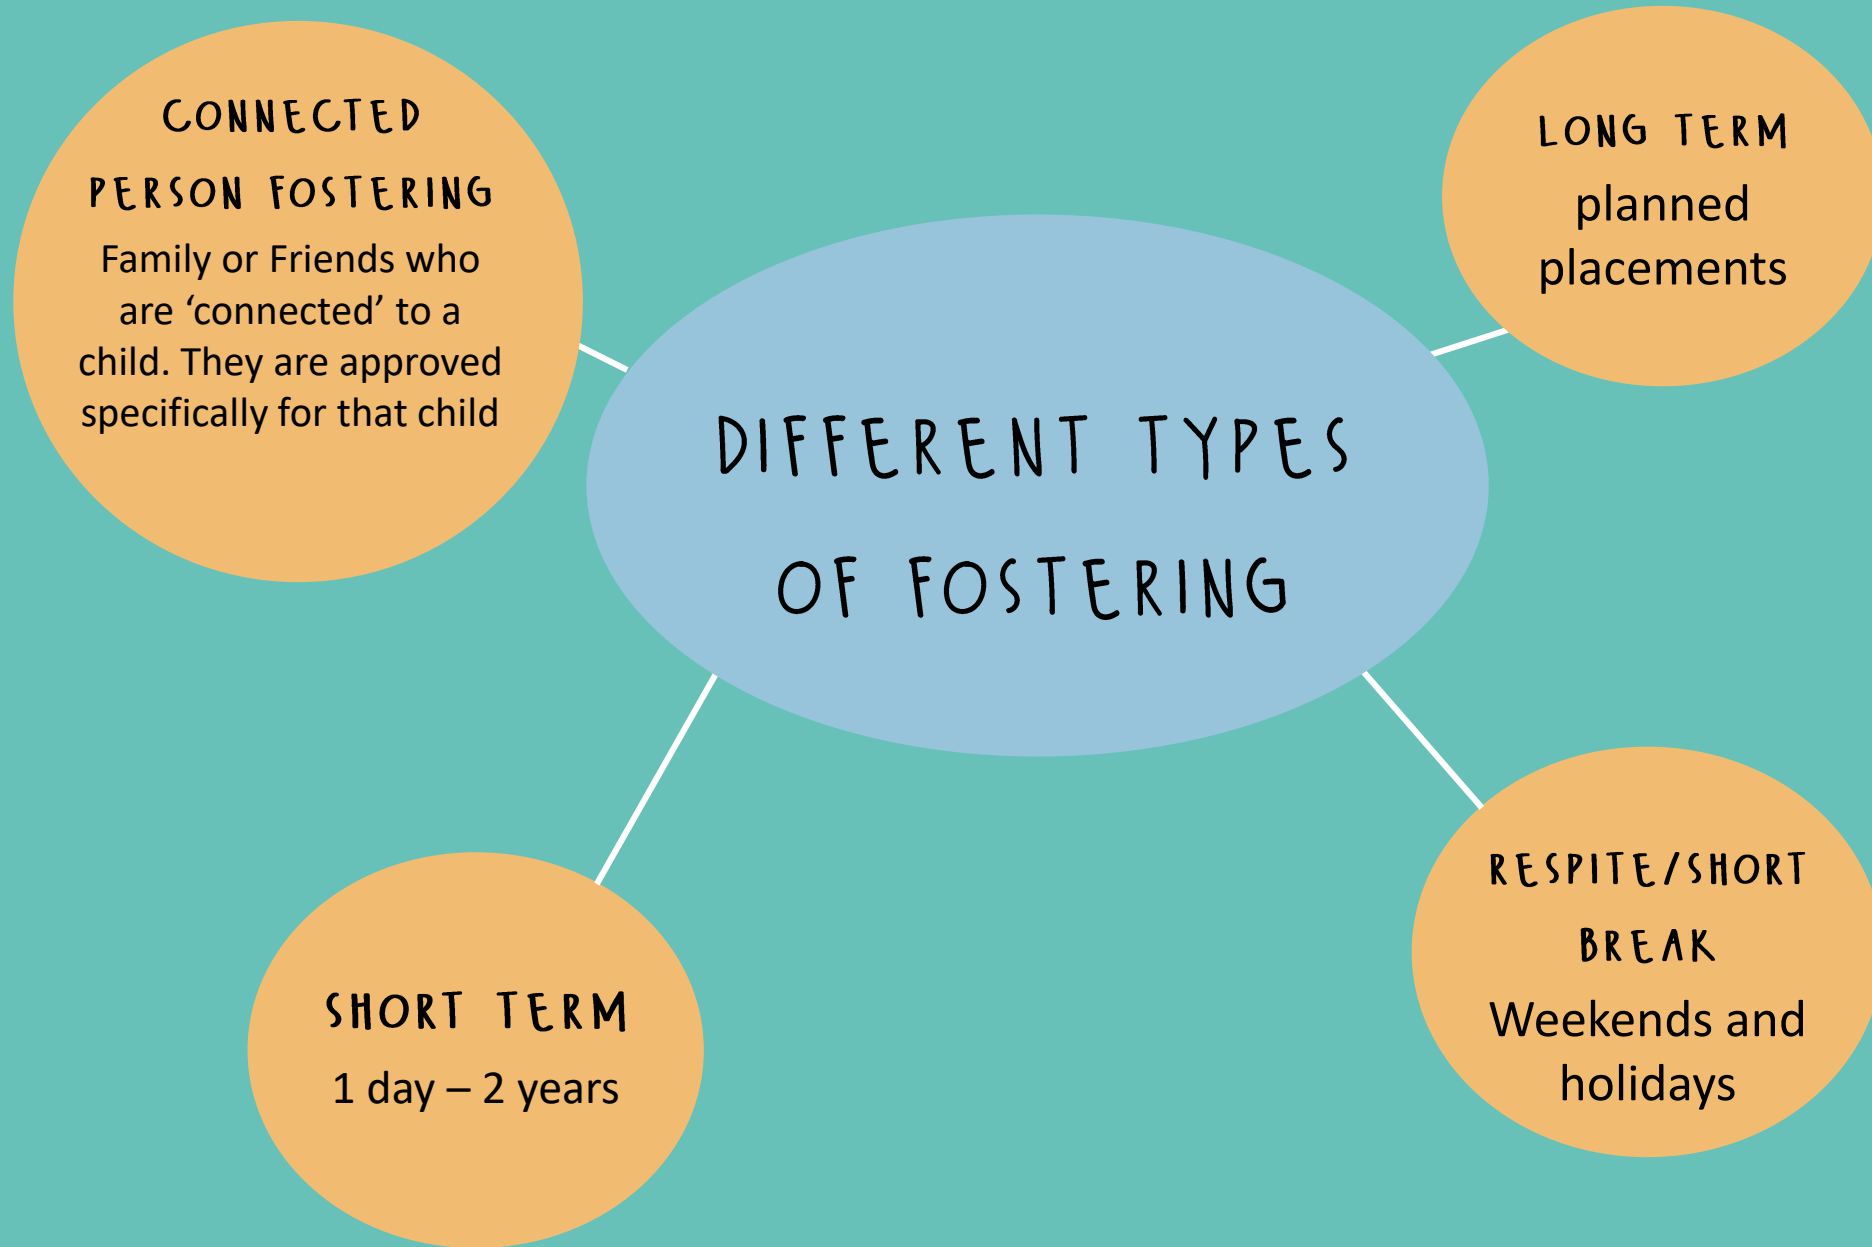 CONNECTED
PERSON FOSTERING
Family or Friends who
are ‘connected’ to a
child. They are approved
specifically for that child
LONG TERM
planned
placements
DIFFERENT TYPES
OF FOSTERING
SHORT TERM
1 day – 2 years
RESPITE/SHORT
BREAK
Weekends and
holidays